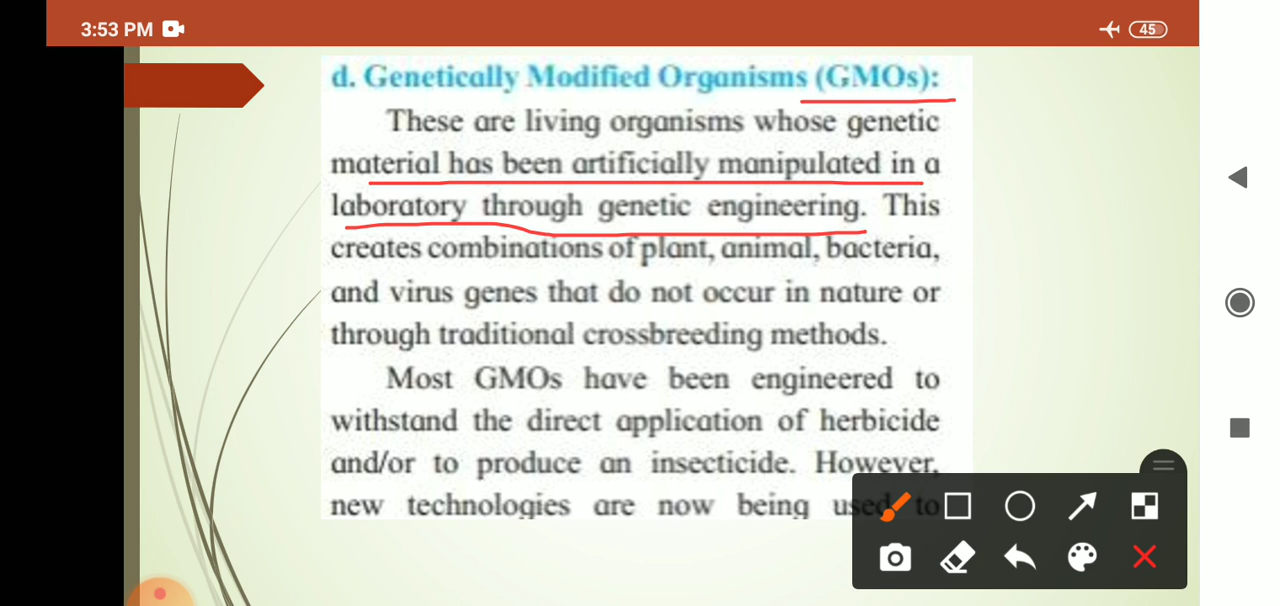 3:53 PM
45
d. Genetically Modified Organisms (GMOs):
These are living organisms whose genetic
material has been artificially manipulated in a
laboratory through genetic engineering. This
creates combinations of plant, animal, bacteria,
and virus genes that do not occur in nature or
through traditional crossbreeding methods.
Most GMOs have been engineered to
withstand the direct application of herbicide
and/or to produce an insecticide. However,
new technologies are now being used to